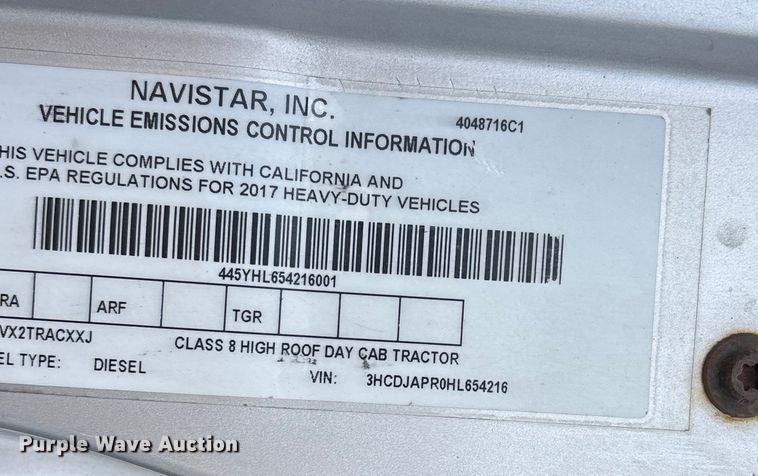 NAVISTAR, INC.
VEHICLE EMISSIONS CONTROL INFORMATION 4048716C1
HIS VEHICLE COMPLIES WITH CALIFORNIA AND
.S. EPA REGULATIONS FOR 2017 HEAVY-DUTY VEHICLES
445YHL654216001
RA ARF TGR
VX2TRACXXJ CLASS 8 HIGH ROOF DAY CAB TRACTOR
EL TYPE: DIESEL VIN: 3HCDJAPR0HL654216
Purple Wave Auction